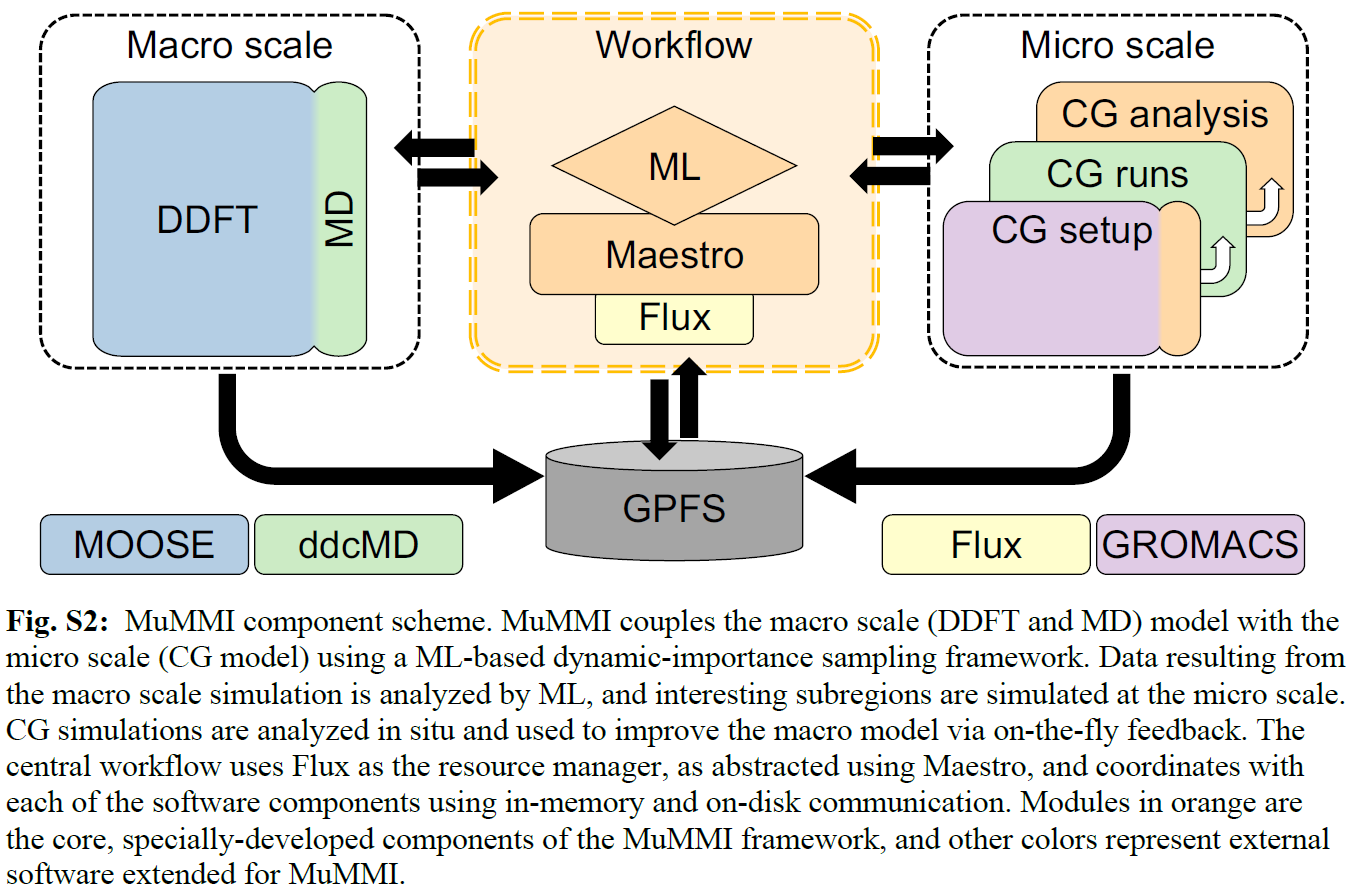 Macro scale
Workflow
Micro scale
DDFT
MD
ML
Maestro
Flux
CG analysis
CG runs
CG setup
GPFS
MOOSE
ddcMD
Flux
GROMACS
Fig. S2: MuMMI component scheme. MuMMI couples the macro scale (DDFT and MD) model with the
micro scale (CG model) using a ML-based dynamic-importance sampling framework. Data resulting from
the macro scale simulation is analyzed by ML, and interesting subregions are simulated at the micro scale.
CG simulations are analyzed in situ and used to improve the macro model via on-the-fly feedback. The
central workflow uses Flux as the resource manager, as abstracted using Maestro, and coordinates with
each of the software components using in-memory and on-disk communication. Modules in orange are
the core, specially-developed components of the MuMMI framework, and other colors represent external
software extended for MuMMI.